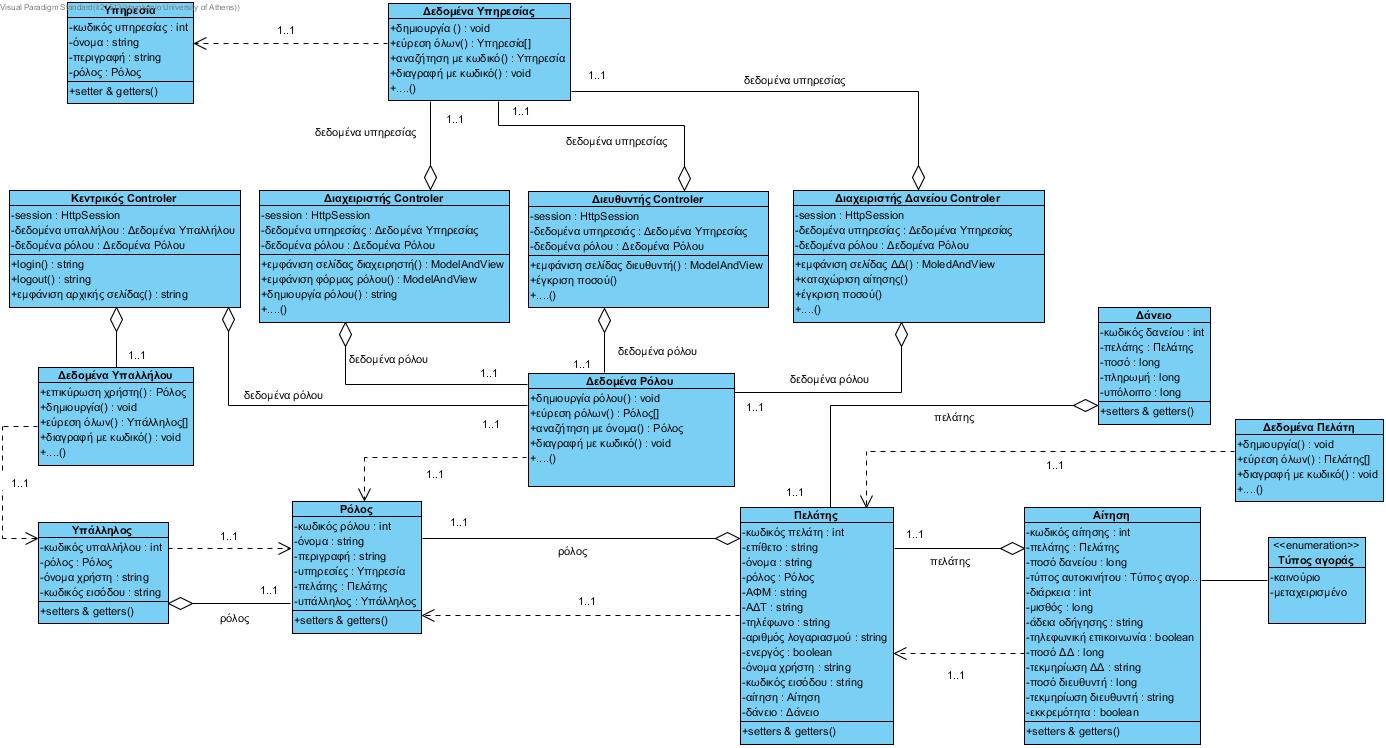 Visual Paradigm Standard(
University of Athens))
Υπηρεσία
-κωδικός υπηρεσίας : int
-όνομα : string
-περιγραφή : string
-ρόλος : Ρόλος
+setter & getters()
1..1
Δεδομένα Υπηρεσίας
+δημιουργία () : void
+εύρεση όλων() : Υπηρεσία[]
+αναζήτηση με κωδικό() : Υπηρεσία
+διαγραφή με κωδικό() : void
+....()
1..1
δεδομένα υπηρεσίας
1..1
δεδομένα υπηρεσίας
1..1
δεδομένα υπηρεσίας
Κεντρικός Controler
-session : HttpSession
-δεδομένα υπαλλήλου : Δεδομένα Υπαλλήλου
-δεδομένα ρόλου : Δεδομένα Ρόλου
+login() : string
+logout() : string
+εμφάνιση αρχικής σελίδας() : string
Διαχειριστής Controler
-session : HttpSession
-δεδομένα υπηρεσίας : Δεδομένα Υπηρεσίας
-δεδομένα ρόλου : Δεδομένα Ρόλου
+εμφάνιση σελίδας διαχειρηστή() : ModelAndView
+εμφάνιση φόρμας ρόλου() : ModelAndView
+δημιουργία ρόλου() : string
+....()
Διευθυντής Controler
-session : HttpSession
-δεδομένα υπηρεσιάς : Δεδομένα Υπηρεσίας
-δεδομένα ρόλου : Δεδομένα Ρόλου
+εμφάνιση σελίδας διευθυντή() : ModelAndView
+έγκριση ποσού()
+....()
Διαχειριστής Δανείου Controler
-session : HttpSession
-δεδομένα υπηρεσίας : Δεδομένα Υπηρεσίας
-δεδομένα ρόλου : Δεδομένα Ρόλου
+εμφάνιση σελίδας ΔΔ() : MoledAndView
+καταχώριση αίτησης()
+έγκριση ποσού()
+....()
1..1
δεδομένα ρόλου
1..1
δεδομένα ρόλου
1..1
δεδομένα ρόλου
1..1
δεδομένα ρόλου
1..1
Δεδομένα Υπαλλήλου
+επικύρωση χρήστη() : Ρόλος
+δημιουργία() : void
+εύρεση όλων() : Υπάλληλος[]
+διαγραφή με κωδικό() : void
+....()
1..1
Δεδομένα Ρόλου
+δημιουργία ρόλου() : void
+εύρεση ρόλων() : Ρόλος[]
+αναζήτηση με όνομα() : Ρόλος
+διαγραφή με κωδικό() : void
+....()
1..1
Δάνειο
-κωδικός δανείου : int
-πελάτης : Πελάτης
-ποσό : long
-πληρωμή : long
-υπόλοιπο : long
+setters & getters()
πελάτης
1..1
Δεδομένα Πελάτη
+δημιουργία() : void
+εύρεση όλων() : Πελάτης[]
+διαγραφή με κωδικό() : void
+....()
1..1
Υπάλληλος
-κωδικός υπαλλήλου : int
-ρόλος : Ρόλος
-όνομα χρήστη : string
-κωδικός εισόδου : string
+setters & getters()
1..1
1..1
ρόλος
Ρόλος
-κωδικός ρόλου : int
-όνομα : string
-περιγραφή : string
-υπηρεσίες : Υπηρεσία
-πελάτης : Πελάτης
-υπάλληλος : Υπάλληλος
+setters & getters()
1..1
ρόλος
1..1
Πελάτης
-κωδικός πελάτη : int
-επίθετο : string
-όνομα : string
-ρόλος : Ρόλος
-ΑΦΜ : string
-ΑΔΤ : string
-τηλέφωνο : string
-αριθμός λογαριασμού : string
-ενεργός : boolean
-όνομα χρήστη : string
-κωδικός εισόδου : string
-αίτηση : Αίτηση
-δάνειο : Δάνειο
+setters & getters()
1..1
πελάτης
1..1
Αίτηση
-κωδικός αίτησης : int
-πελάτης : Πελάτης
-ποσό δανείου : long
-τύπος αυτοκινήτου : Τύπος αγορ...
-διάρκεια : int
-μισθός : long
-άδεια οδήγησης : string
-τηλεφωνική επικοινωνία : boolean
-ποσό ΔΔ : long
-τεκμηρίωση ΔΔ : string
-ποσό διευθυντή : long
-τεκμηρίωση διευθυντή : string
-εκκρεμότητα : boolean
+setters & getters()
<<enumeration>>
Τύπος αγοράς
-καινούριο
-μεταχειρισμένο